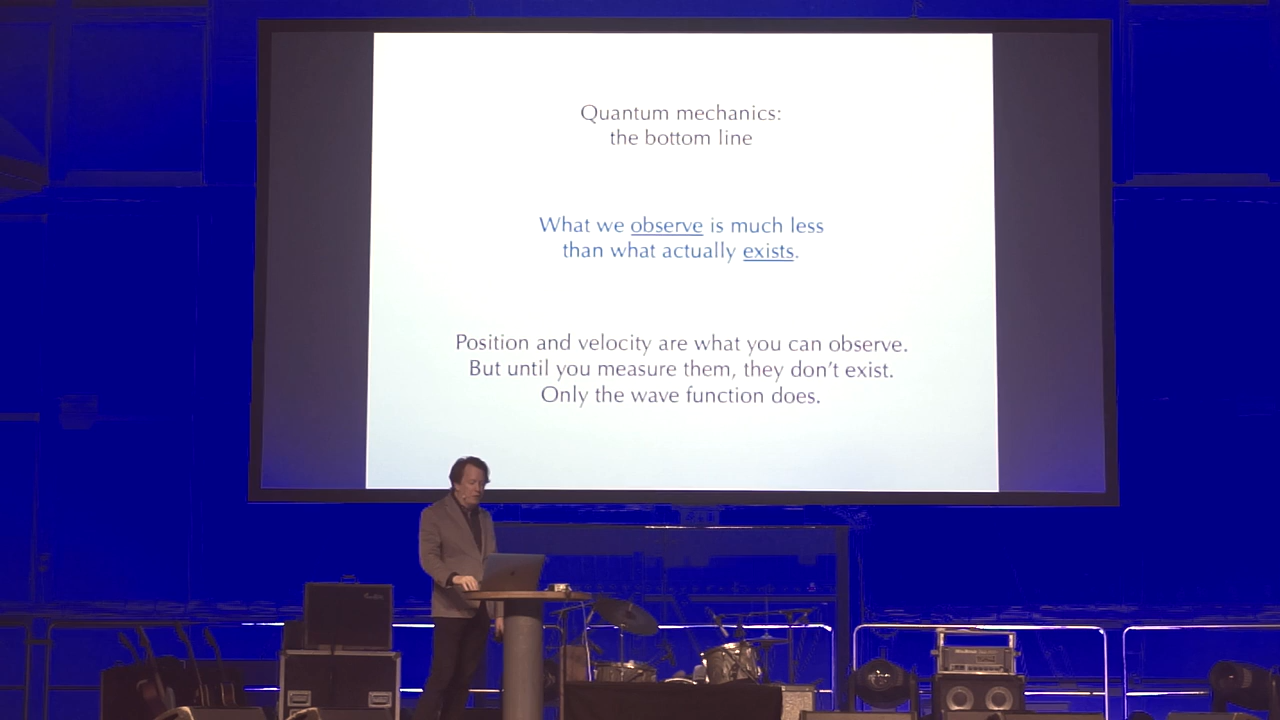 Quantum mechanics:
the bottom line
What we observe is much less
than what actually exists.
Position and velocity are what you can observe.
But until you measure them, they don't exist.
Only the wave function does.